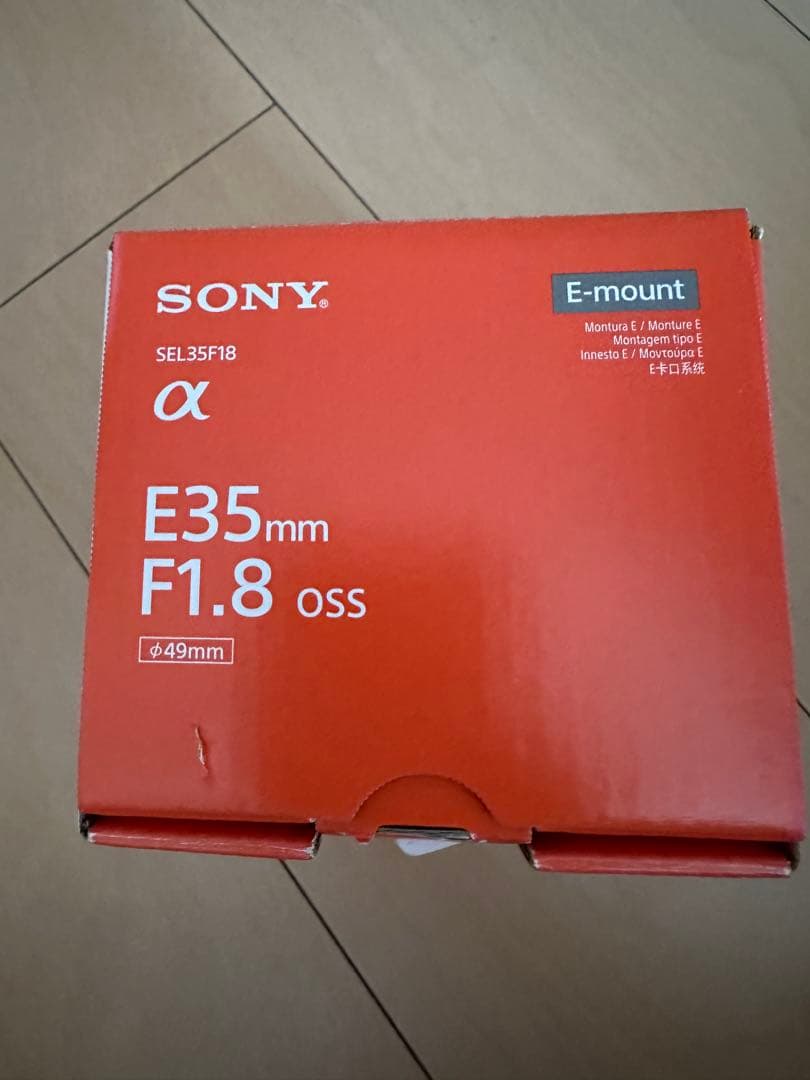 SONY®
SEL35F18
α
E35mm
F1.8 OSS
φ49mm
E-mount
Montura E / Monture E
Montagem tipo E
Innesto E / Μοντούρα E
E卡口系统